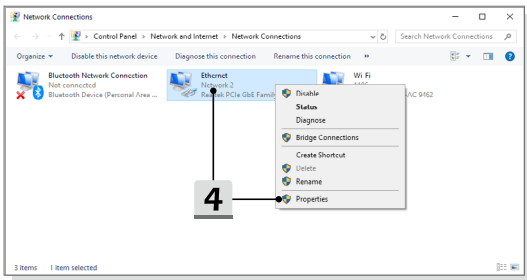 Network Connections
Control Panel > Network and Internet > Network Connections
Search Network Connections
Organize
Disable this network device
Diagnose this connection
Rename this connection
»
Bluetooth Network Connection
Not connected
Bluetooth Device (Personal Area ...
Ethernet
Network 2
Realtek PCIe GbE Family
Wi Fi
AC 9462
Disable
Status
Diagnose
Bridge Connections
Create Shortcut
Delete
Rename
Properties
4
3 items
1 item selected